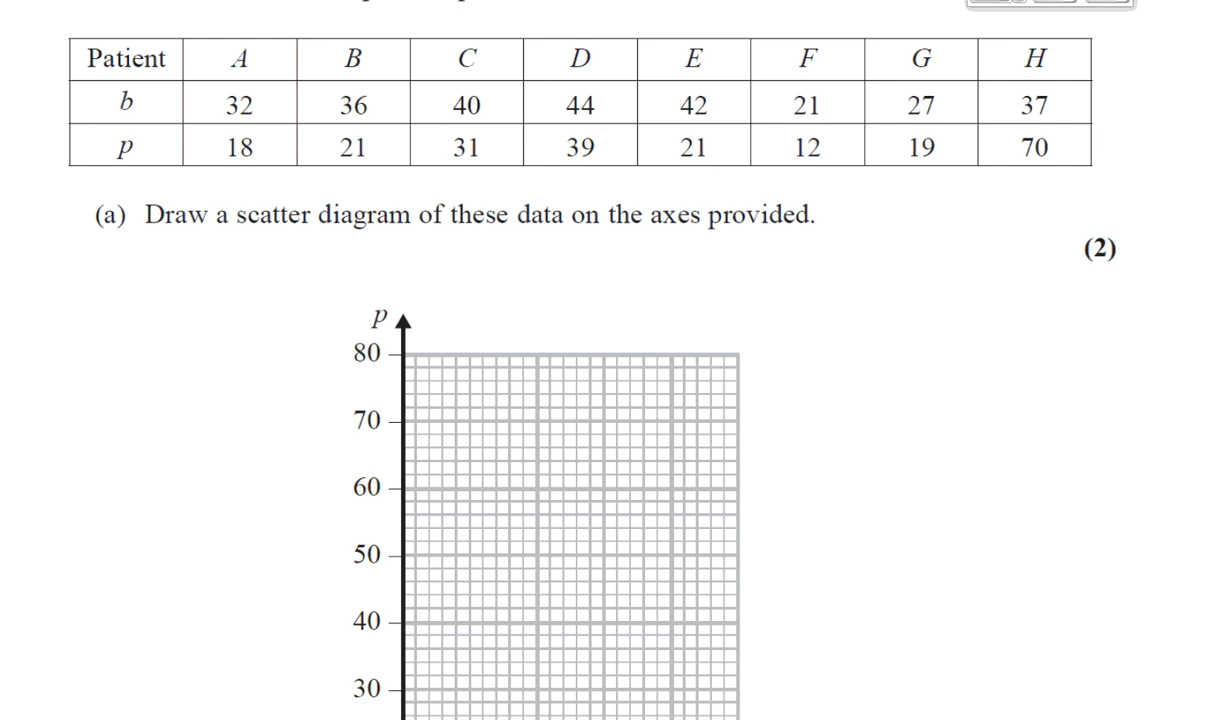 Patient A B C D E F G H
b 32 36 40 44 42 21 27 37
p 18 21 31 39 21 12 19 70
(a) Draw a scatter diagram of these data on the axes provided.
(2)
p
80
70
60
50
40
30